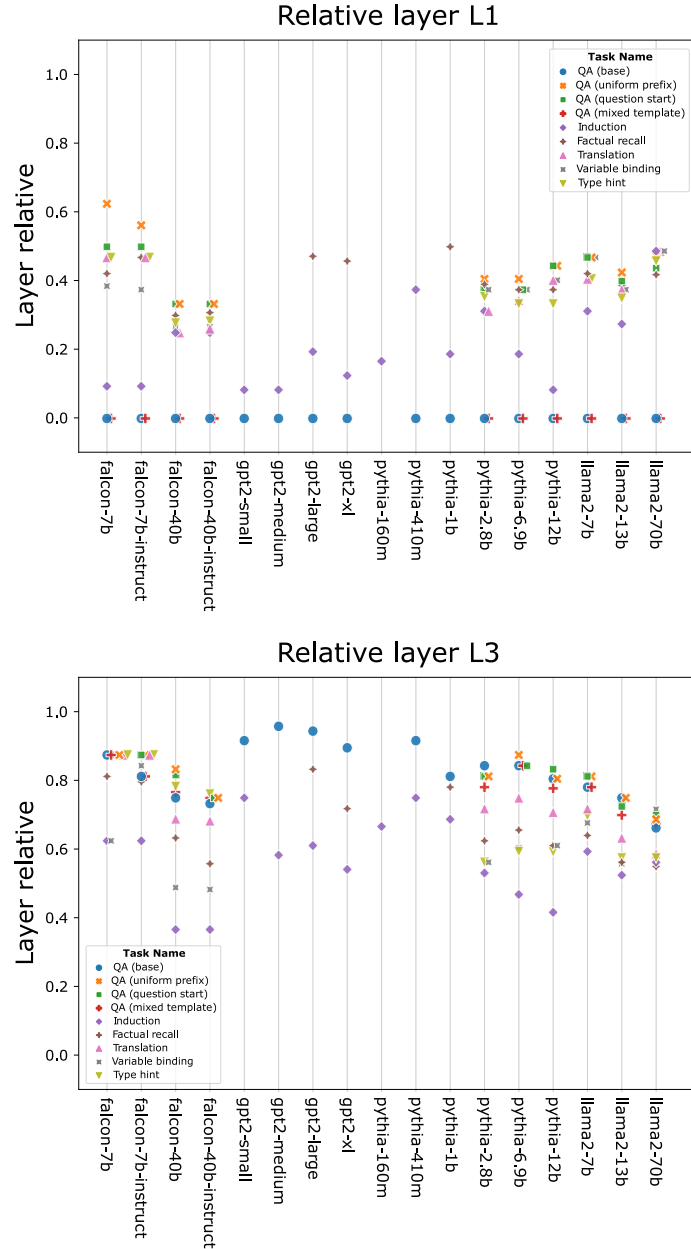 Relative layer L1
Layer relative
1.0
0.8
0.6
0.4
0.2
0.0
Task Name
QA (base)
QA (uniform prefix)
QA (question start)
QA (mixed template)
Induction
Factual recall
Translation
Variable binding
Type hint
falcon-7b
falcon-7b-instruct
falcon-40b
falcon-40b-instruct
gpt2-small
gpt2-medium
gpt2-large
gpt2-xl
pythia-160m
pythia-410m
pythia-1b
pythia-2.8b
pythia-6.9b
pythia-12b
llama2-7b
llama2-13b
llama2-70b
Relative layer L3
Layer relative
1.0
0.8
0.6
0.4
0.2
0.0
Task Name
QA (base)
QA (uniform prefix)
QA (question start)
QA (mixed template)
Induction
Factual recall
Translation
Variable binding
Type hint
falcon-7b
falcon-7b-instruct
falcon-40b
falcon-40b-instruct
gpt2-small
gpt2-medium
gpt2-large
gpt2-xl
pythia-160m
pythia-410m
pythia-1b
pythia-2.8b
pythia-6.9b
pythia-12b
llama2-7b
llama2-13b
llama2-70b